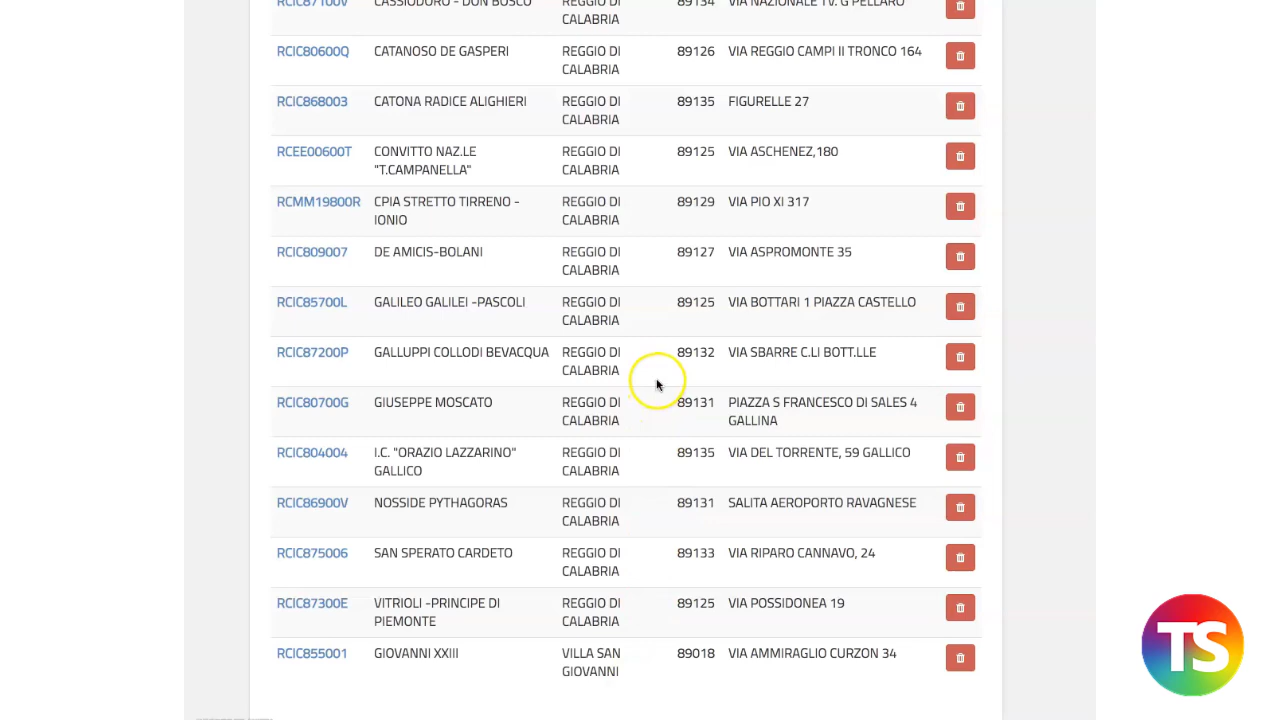 RCIC87100V CASSIODORO - DON BOSCO 89134 VIA NAZIONALE TV. G PELLARO
CALABRIA
RCIC80600Q CATANOSO DE GASPERI REGGIO DI 89126 VIA REGGIO CAMPI II TRONCO 164
CALABRIA
RCIC868003 CATONA RADICE ALIGHIERI REGGIO DI 89135 FIGURELLE 27
CALABRIA
RCEE00600T CONVITTO NAZ.LE REGGIO DI 89125 VIA ASCHENEZ,180
"T.CAMPANELLA" CALABRIA
RCMM19800R CPIA STRETTO TIRRENO - REGGIO DI 89129 VIA PIO XI 317
IONIO CALABRIA
RCIC809007 DE AMICIS-BOLANI REGGIO DI 89127 VIA ASPROMONTE 35
CALABRIA
RCIC85700L GALILEO GALILEI -PASCOLI REGGIO DI 89125 VIA BOTTARI 1 PIAZZA CASTELLO
CALABRIA
RCIC87200P GALLUPPI COLLODI BEVACQUA REGGIO DI 89132 VIA SBARRE C.LI BOTT.LLE
CALABRIA
RCIC80700G GIUSEPPE MOSCATO REGGIO DI 89131 PIAZZA S FRANCESCO DI SALES 4
CALABRIA GALLINA
RCIC804004 I.C. "ORAZIO LAZZARINO" REGGIO DI 89135 VIA DEL TORRENTE, 59 GALLICO
GALLICO CALABRIA
RCIC86900V NOSSIDE PYTHAGORAS REGGIO DI 89131 SALITA AEROPORTO RAVAGNESE
CALABRIA
RCIC875006 SAN SPERATO CARDETO REGGIO DI 89133 VIA RIPARO CANNAVO, 24
CALABRIA
RCIC87300E VITRIOLI -PRINCIPE DI REGGIO DI 89125 VIA POSSIDONEA 19
PIEMONTE CALABRIA
RCIC855001 GIOVANNI XXIII VILLA SAN 89018 VIA AMMIRAGLIO CURZON 34
GIOVANNI
TS